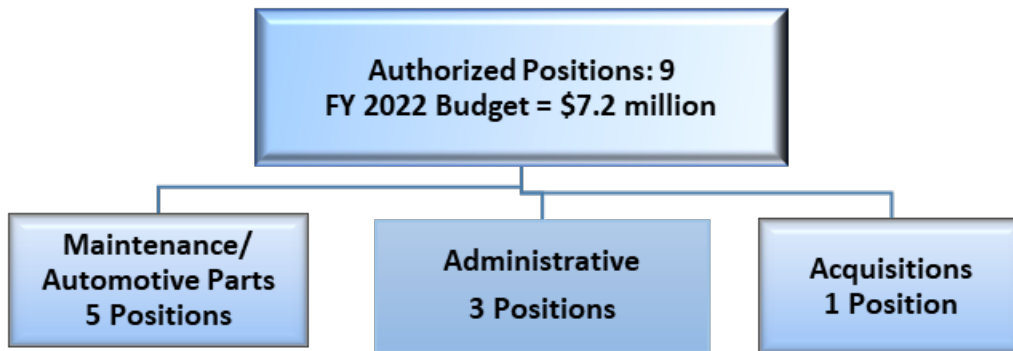 Authorized Positions: 9
FY 2022 Budget = $7.2 million
Maintenance/
Automotive Parts
5 Positions
Administrative
3 Positions
Acquisitions
1 Position